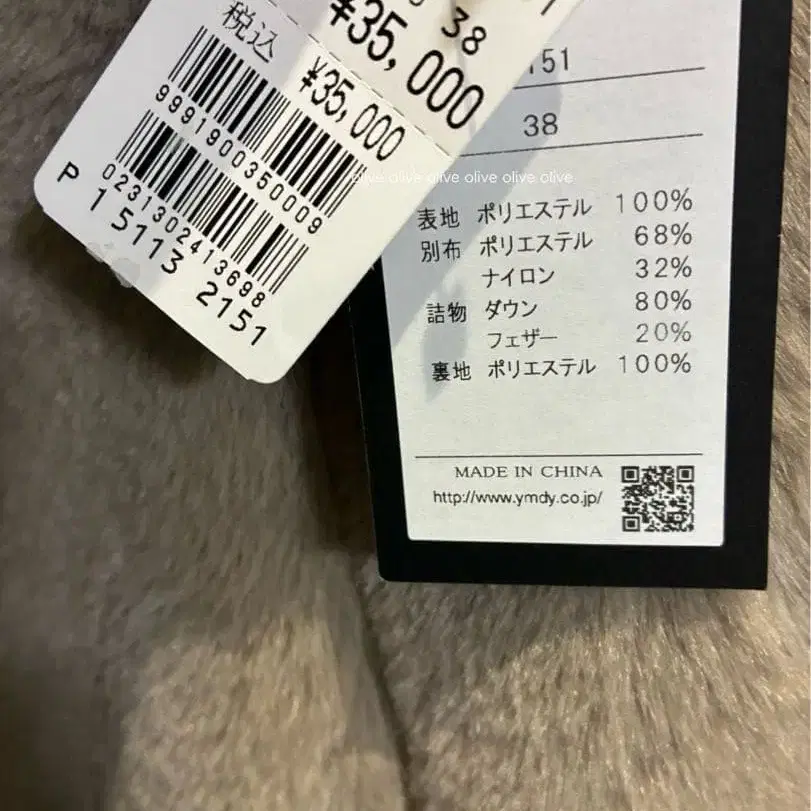 38
¥35,000
税込 ¥35,000
9991900350009
0231302413698
P 15113 2151
151
38
olive olive olive olive olive olive
表地 ポリエステル 100%
別布 ポリエステル 68%
ナイロン 32%
詰物 ダウン 80%
フェザー 20%
裏地 ポリエステル 100%
MADE IN CHINA
http://www.ymdy.co.jp/